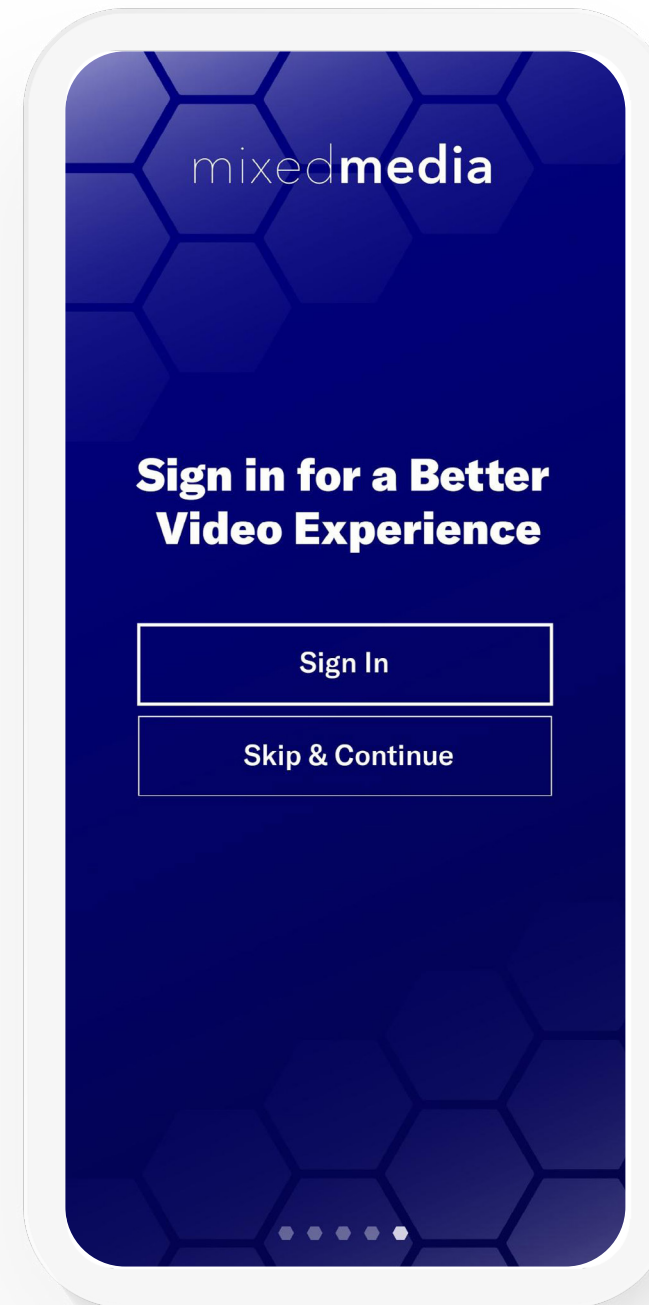 mixedmedia
Sign in for a Better
Video Experience
Sign In
Skip & Continue